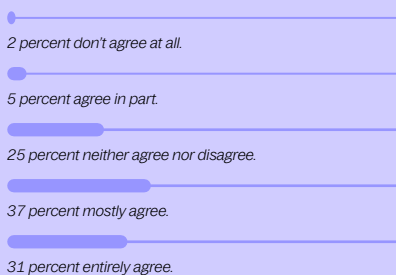 2 percent don't agree at all.
5 percent agree in part.
25 percent neither agree nor disagree.
37 percent mostly agree.
31 percent entirely agree.